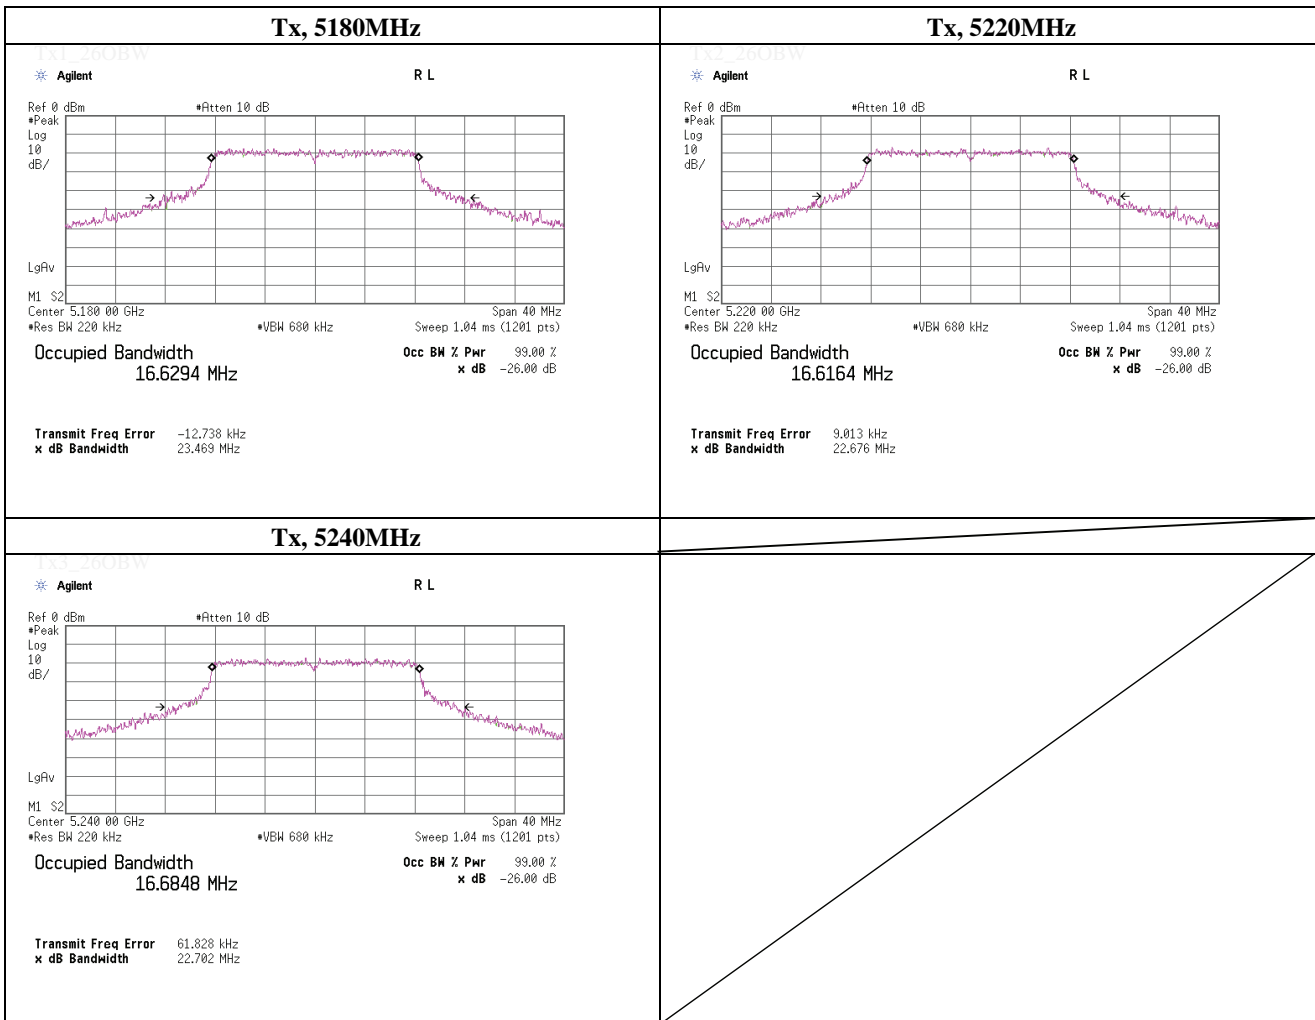 Tx, 5180MHz
Tx1_26OBW
Agilent
R L
Ref 0 dBm
#Atten 10 dB
#Peak
Log
10
dB/
LgAv
M1 S2
Center 5.180 00 GHz
Span 40 MHz
#Res BW 220 kHz
#VBW 680 kHz
Sweep 1.04 ms (1201 pts)
Occupied Bandwidth
16.6294 MHz
Occ BW % Pwr 99.00 %
x dB -26.00 dB
Transmit Freq Error -12.738 kHz
x dB Bandwidth 23.469 MHz
Tx, 5220MHz
Tx2_26OBW
Agilent
R L
Ref 0 dBm
#Atten 10 dB
#Peak
Log
10
dB/
LgAv
M1 S2
Center 5.220 00 GHz
Span 40 MHz
#Res BW 220 kHz
#VBW 680 kHz
Sweep 1.04 ms (1201 pts)
Occupied Bandwidth
16.6164 MHz
Occ BW % Pwr 99.00 %
x dB -26.00 dB
Transmit Freq Error 9.013 kHz
x dB Bandwidth 22.676 MHz
Tx, 5240MHz
Tx3_26OBW
Agilent
R L
Ref 0 dBm
#Atten 10 dB
#Peak
Log
10
dB/
LgAv
M1 S2
Center 5.240 00 GHz
Span 40 MHz
#Res BW 220 kHz
#VBW 680 kHz
Sweep 1.04 ms (1201 pts)
Occupied Bandwidth
16.6848 MHz
Occ BW % Pwr 99.00 %
x dB -26.00 dB
Transmit Freq Error 61.828 kHz
x dB Bandwidth 22.702 MHz